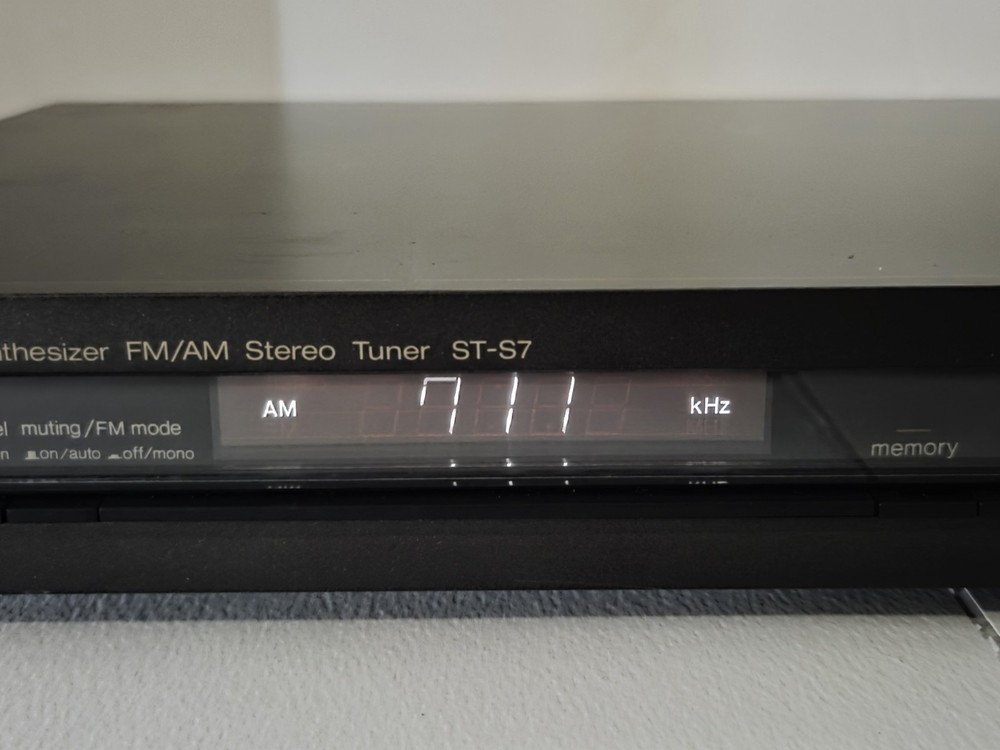 thesizer FM/AM Stereo Tuner ST-S7
AM 711 kHz
muting/FM mode
on/auto off/mono
memory